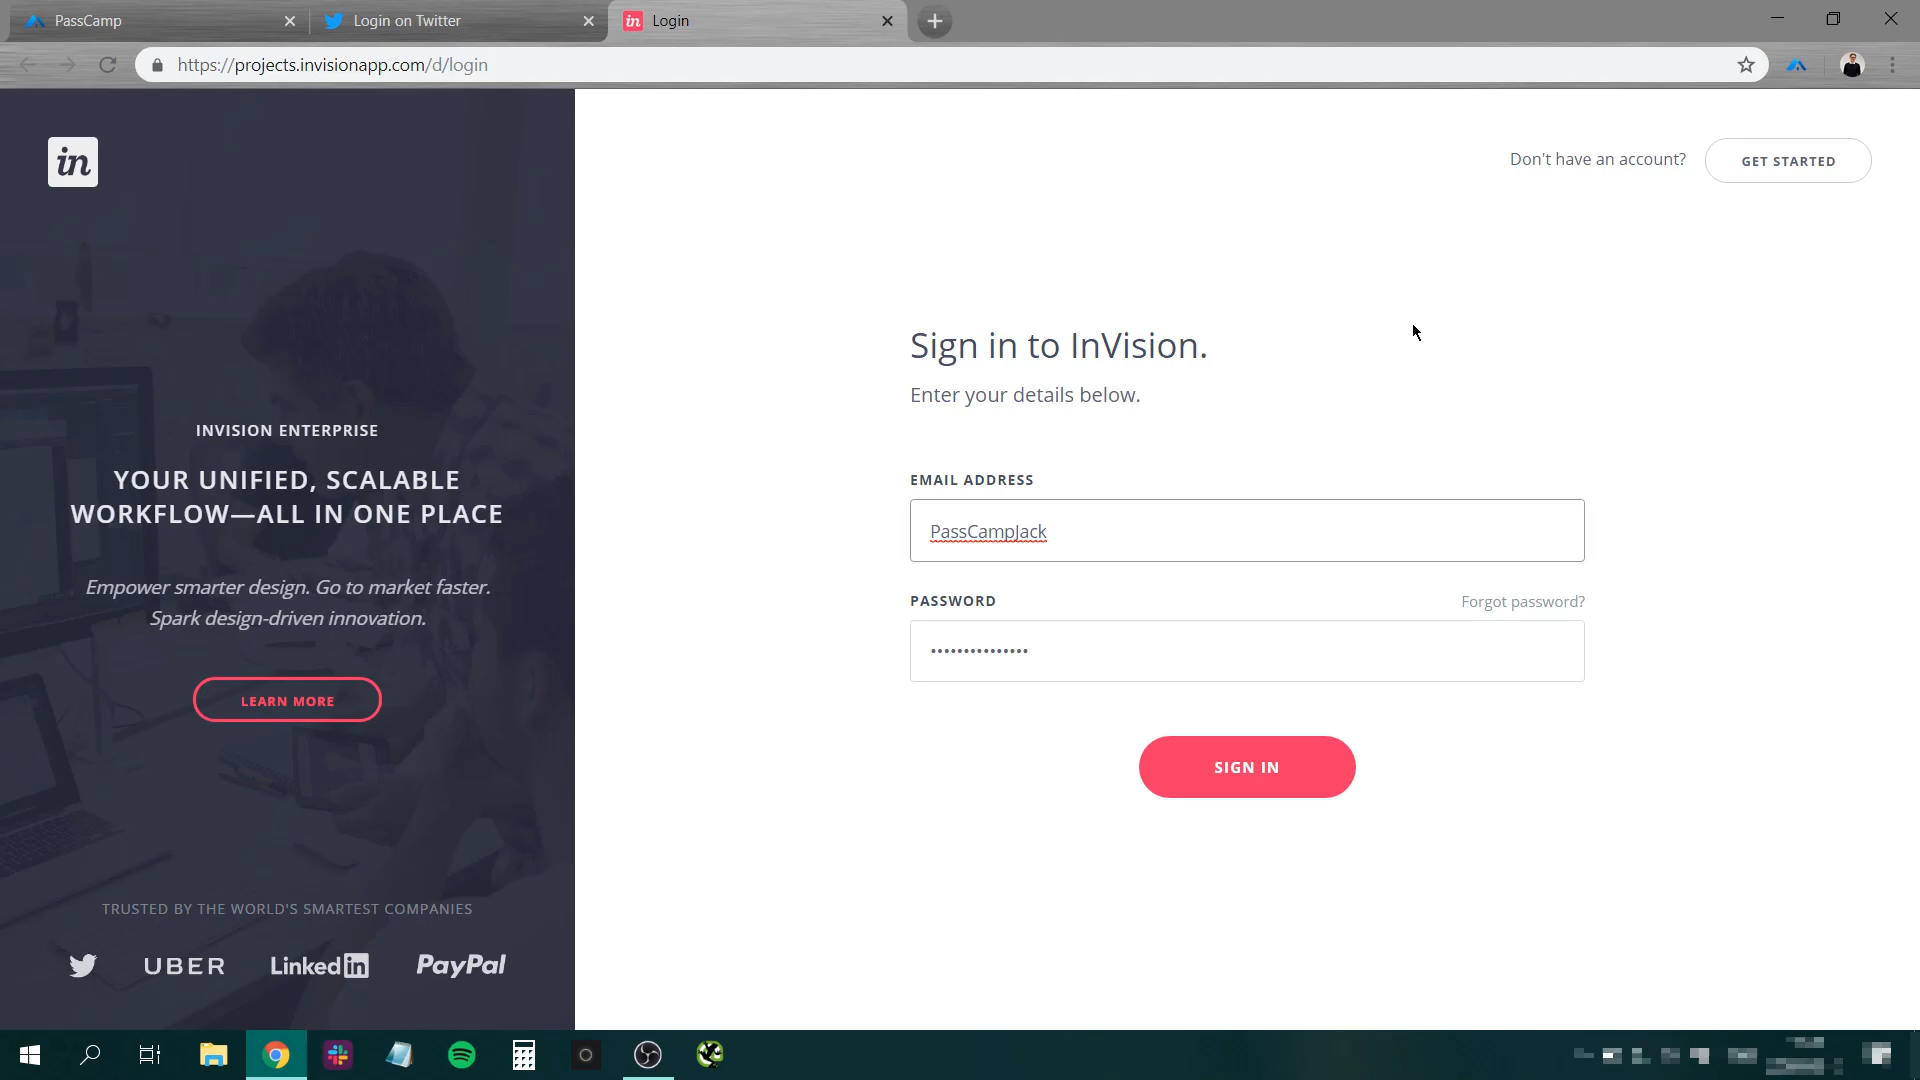 PassCamp
Login on Twitter
in Login
https://projects.invisionapp.com/d/login
in
Don't have an account?
GET STARTED
INVISION ENTERPRISE
YOUR UNIFIED, SCALABLE
WORKFLOW—ALL IN ONE PLACE
Empower smarter design. Go to market faster.
Spark design-driven innovation.
LEARN MORE
TRUSTED BY THE WORLD'S SMARTEST COMPANIES
UBER
LinkedIn
PayPal
Sign in to InVision.
Enter your details below.
EMAIL ADDRESS
PassCampJack
PASSWORD
Forgot password?
•••••••••••••••
SIGN IN